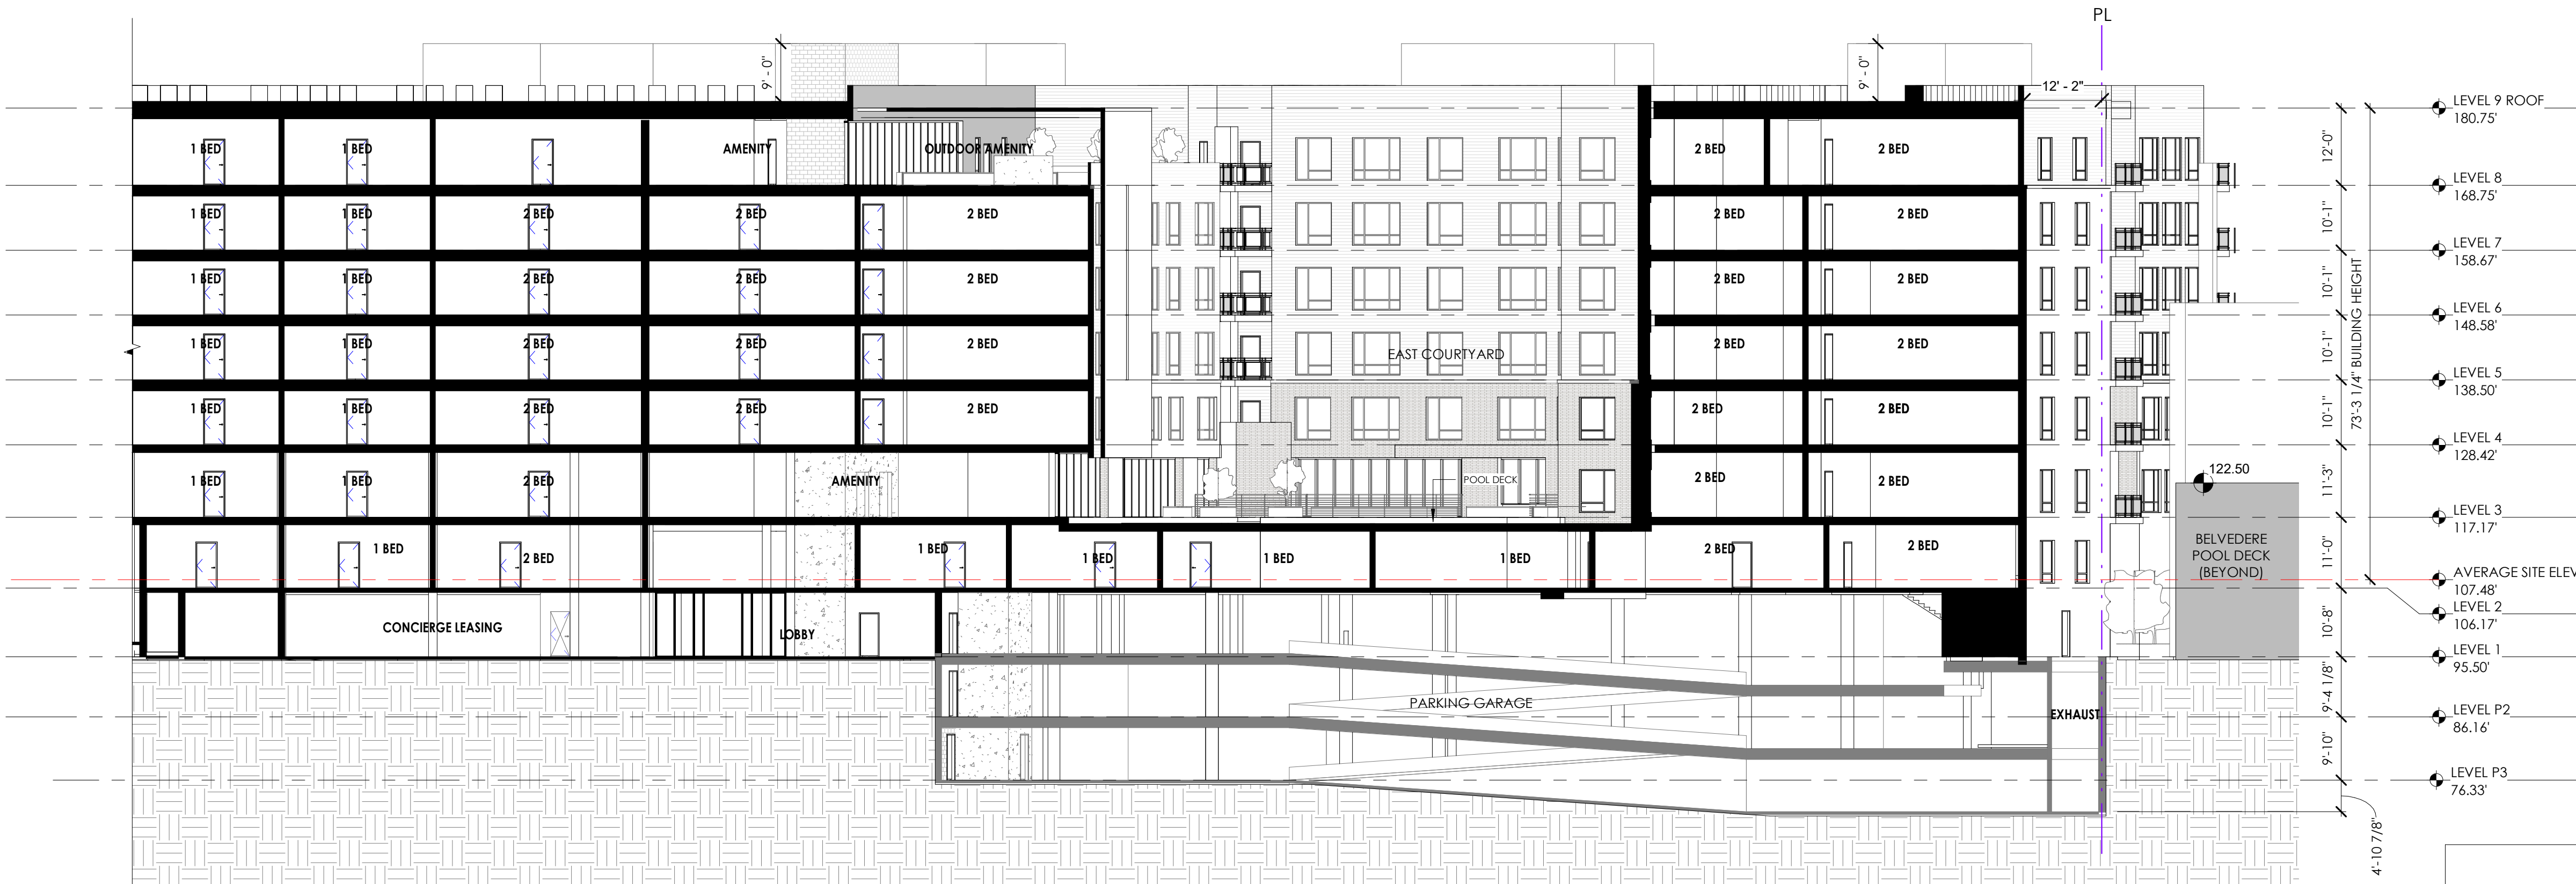 PL
9' - 0"
9' - 0"
12' - 2"
LEVEL 9 ROOF
180.75'
12'-0"
1 BED
1 BED
AMENITY
OUTDOOR AMENITY
2 BED
2 BED
LEVEL 8
168.75'
10'-1"
1 BED
1 BED
2 BED
2 BED
2 BED
2 BED
2 BED
LEVEL 7
158.67'
10'-1"
1 BED
1 BED
2 BED
2 BED
2 BED
2 BED
2 BED
LEVEL 6
148.58'
10'-1"
73'-3 1/4" BUILDING HEIGHT
1 BED
1 BED
2 BED
2 BED
2 BED
EAST COURTYARD
2 BED
2 BED
LEVEL 5
138.50'
10'-1"
1 BED
1 BED
2 BED
2 BED
2 BED
2 BED
2 BED
LEVEL 4
128.42'
11'-3"
1 BED
1 BED
2 BED
AMENITY
POOL DECK
2 BED
2 BED
122.50
LEVEL 3
117.17'
11'-0"
1 BED
2 BED
1 BED
1 BED
1 BED
1 BED
2 BED
2 BED
BELVEDERE
POOL DECK
(BEYOND)
AVERAGE SITE ELEV
107.48'
LEVEL 2
106.17'
10'-8"
CONCIERGE LEASING
LOBBY
LEVEL 1
95.50'
9'-4 1/8"
PARKING GARAGE
EXHAUST
LEVEL P2
86.16'
9'-10"
LEVEL P3
76.33'
4'-10 7/8"